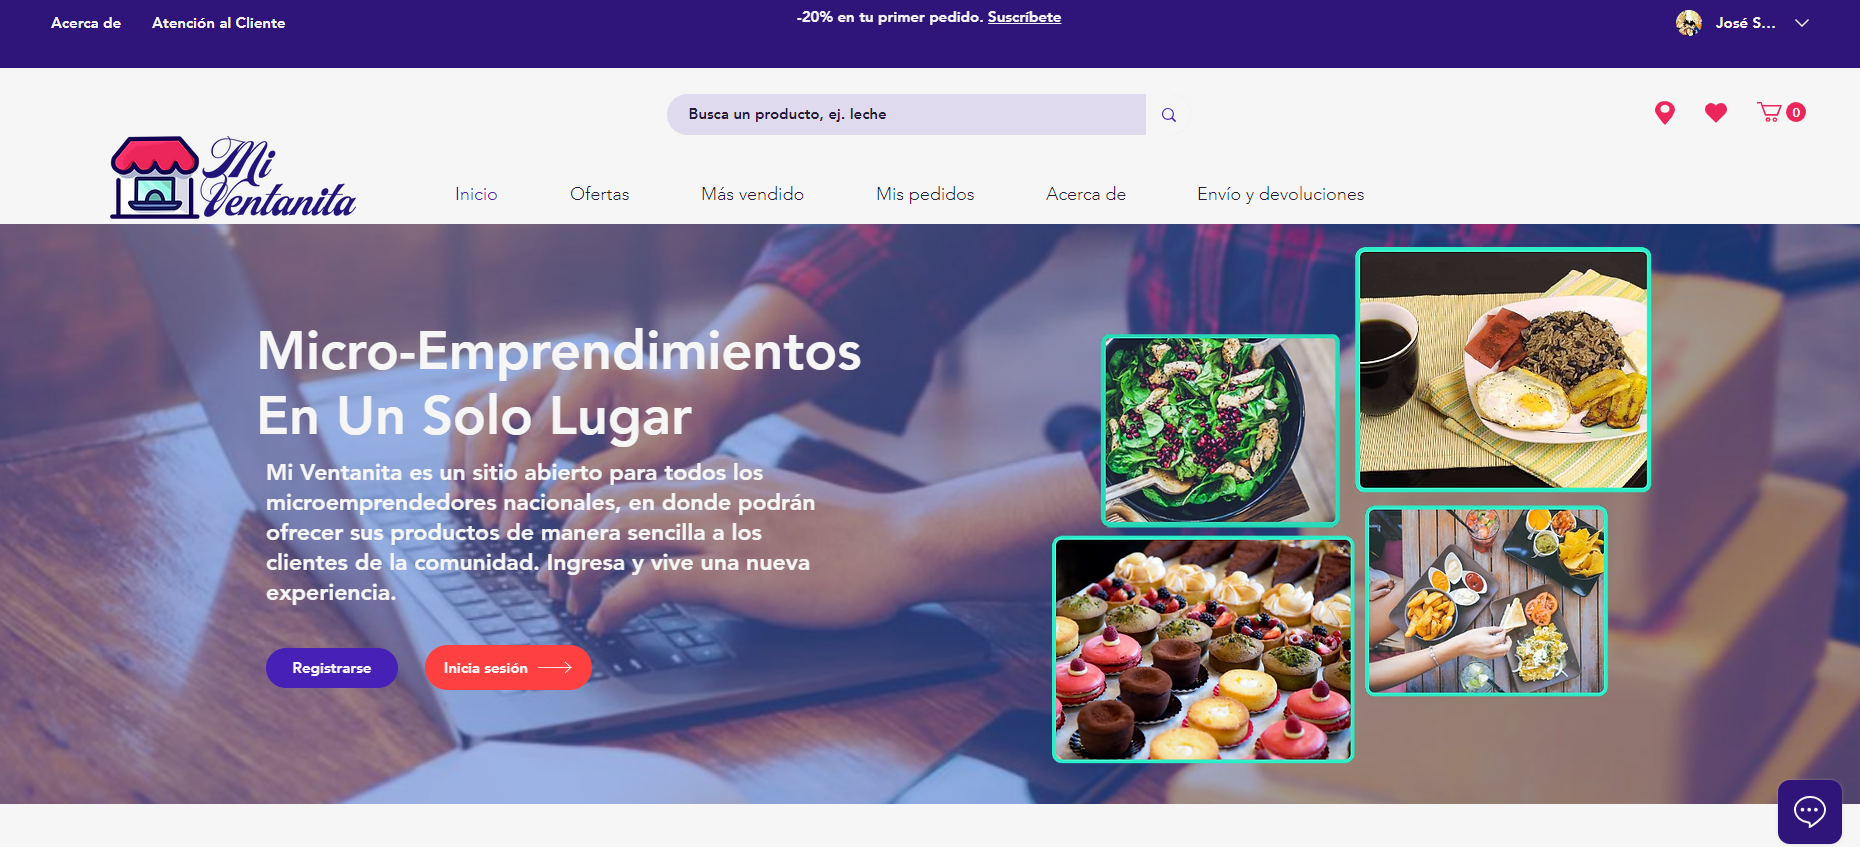 Acerca de
Atención al Cliente
-20% en tu primer pedido. Suscríbete
José S...
Busca un producto, ej. leche
0
Mi
Ventanita
Inicio
Ofertas
Más vendido
Mis pedidos
Acerca de
Envío y devoluciones
Micro-Emprendimientos
En Un Solo Lugar
Mi Ventanita es un sitio abierto para todos los
microemprendedores nacionales, en donde podrán
ofrecer sus productos de manera sencilla a los
clientes de la comunidad. Ingresa y vive una nueva
experiencia.
Registrarse
Inicia sesión